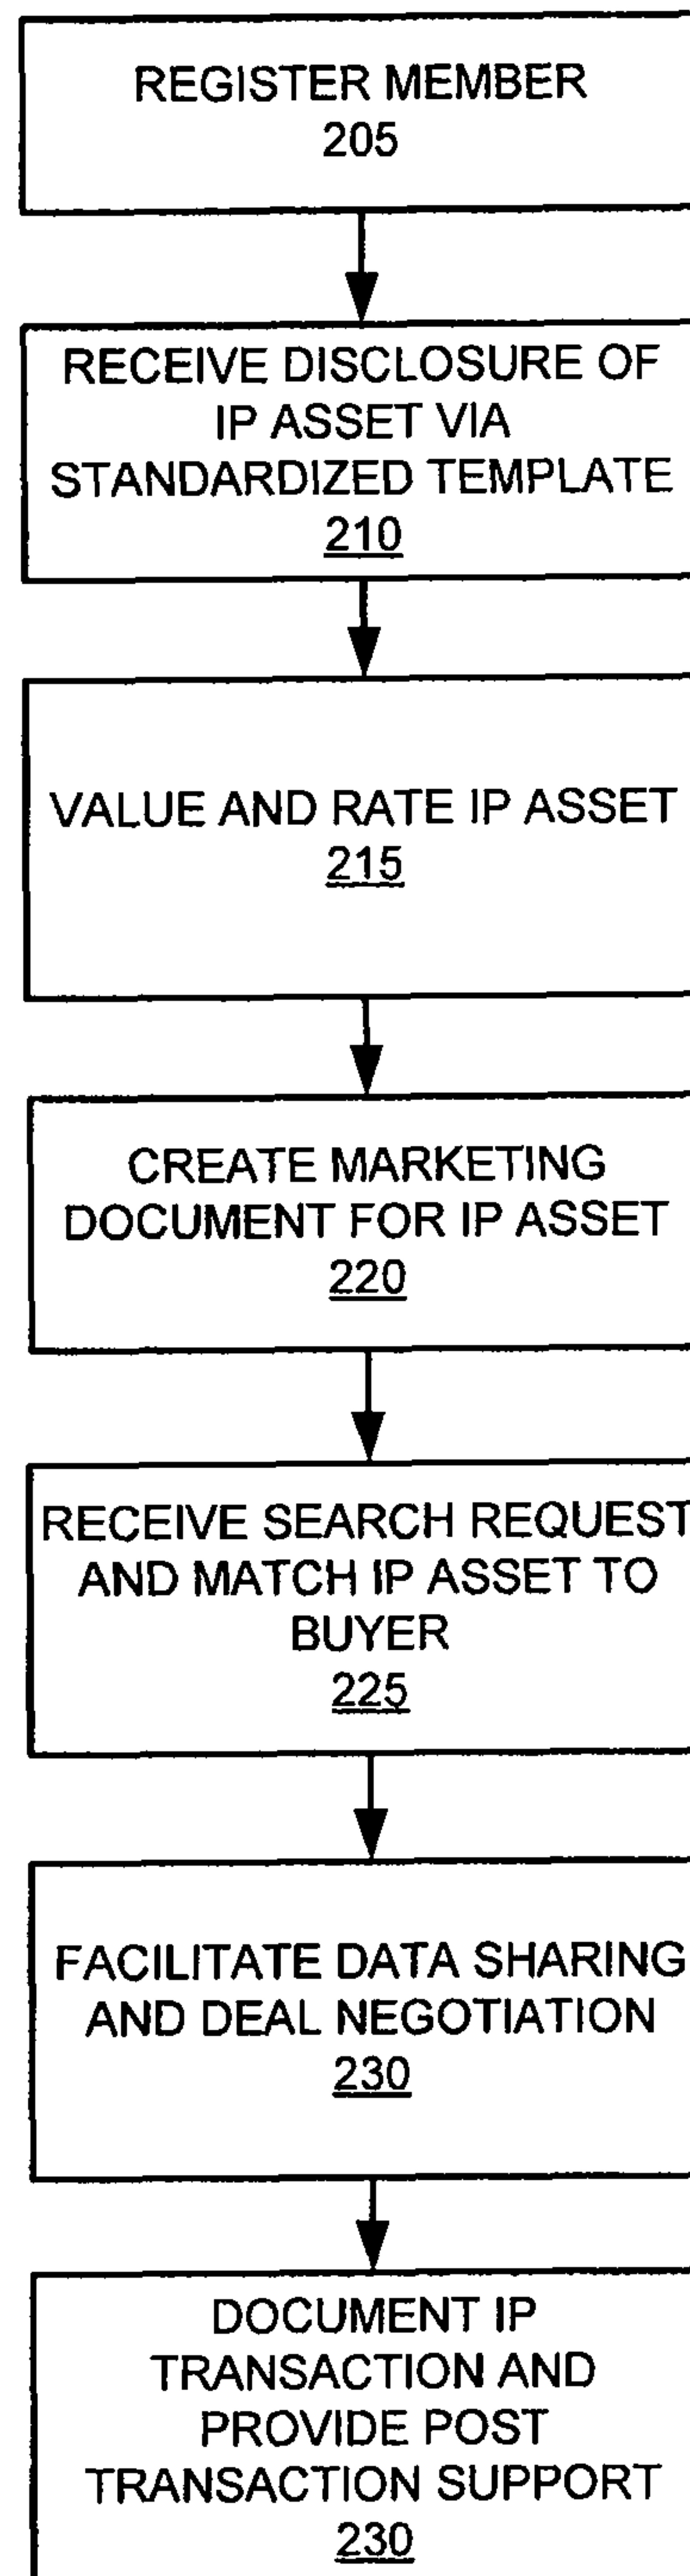 REGISTER MEMBER
205
RECEIVE DISCLOSURE OF
IP ASSET VIA
STANDARDIZED TEMPLATE
210
VALUE AND RATE IP ASSET
215
CREATE MARKETING
DOCUMENT FOR IP ASSET
220
RECEIVE SEARCH REQUEST
AND MATCH IP ASSET TO
BUYER
225
FACILITATE DATA SHARING
AND DEAL NEGOTIATION
230
DOCUMENT IP
TRANSACTION AND
PROVIDE POST
TRANSACTION SUPPORT
230